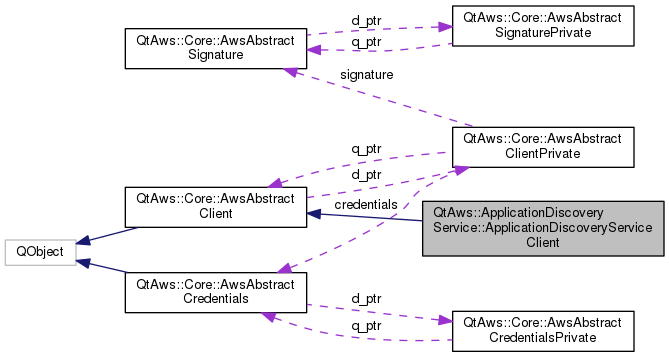 QtAws::Core::AwsAbstract
Signature
d_ptr
q_ptr
QtAws::Core::AwsAbstract
SignaturePrivate
signature
QtAws::Core::AwsAbstract
ClientPrivate
q_ptr
d_ptr
QtAws::Core::AwsAbstract
Client
credentials
QtAws::ApplicationDiscovery
Service::ApplicationDiscoveryService
Client
QObject
QtAws::Core::AwsAbstract
Credentials
d_ptr
q_ptr
QtAws::Core::AwsAbstract
CredentialsPrivate